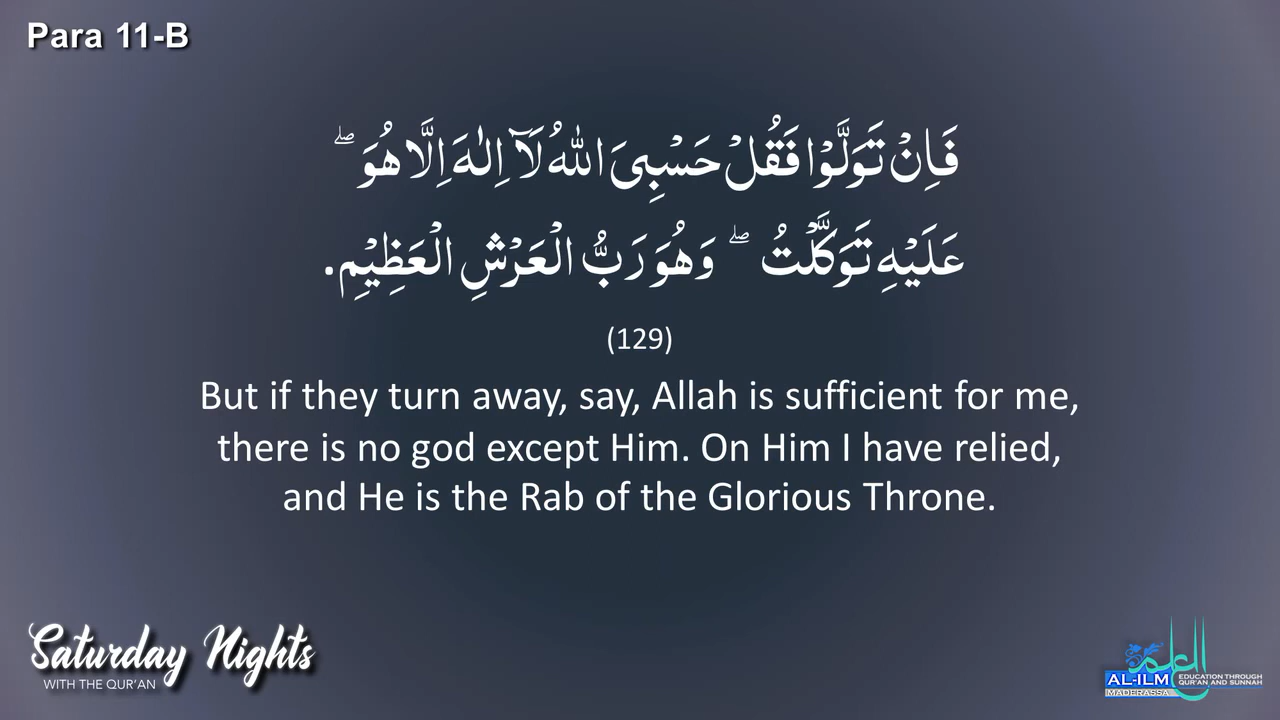 Para 11-B
فَاِنْ تَوَلَّوْا فَقُلْ حَسْبِیَ اللّٰهُ لَاۤ اِلٰهَ اِلَّا هُوَ ۖ
عَلَیْهِ تَوَكَّلْتُ ۖ وَهُوَ رَبُّ الْعَرْشِ الْعَظِیْمِ.
(129)
But if they turn away, say, Allah is sufficient for me,
there is no god except Him. On Him I have relied,
and He is the Rab of the Glorious Throne.
Saturday Nights
WITH THE QUR'AN
العلم
AL-ILM
MADERASSA
EDUCATION THROUGH
QUR'AN AND SUNNAH